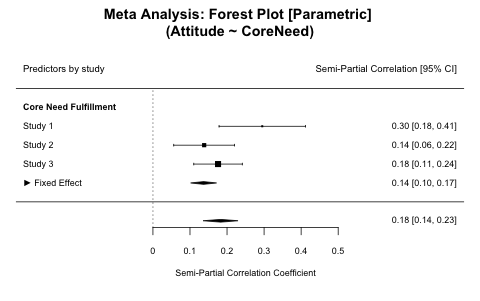 Meta Analysis: Forest Plot [Parametric]
(Attitude ~ CoreNeed)
Predictors by study Semi-Partial Correlation [95% CI]
Core Need Fulfillment
Study 1 0.30 [0.18, 0.41]
Study 2 0.14 [0.06, 0.22]
Study 3 0.18 [0.11, 0.24]
► Fixed Effect 0.14 [0.10, 0.17]
0.18 [0.14, 0.23]
0 0.1 0.2 0.3 0.4 0.5
Semi-Partial Correlation Coefficient